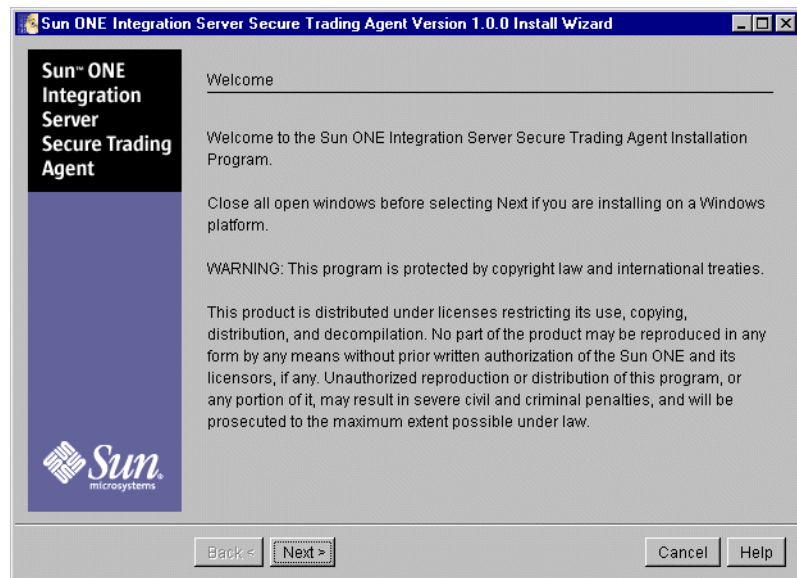 Sun ONE Integration Server Secure Trading Agent Version 1.0.0 Install Wizard
Sun™ ONE
Integration
Server
Secure Trading
Agent
Welcome
Welcome to the Sun ONE Integration Server Secure Trading Agent Installation
Program.
Close all open windows before selecting Next if you are installing on a Windows
platform.
WARNING: This program is protected by copyright law and international treaties.
This product is distributed under licenses restricting its use, copying,
distribution, and decompilation. No part of the product may be reproduced in any
form by any means without prior written authorization of the Sun ONE and its
licensors, if any. Unauthorized reproduction or distribution of this program, or
any portion of it, may result in severe civil and criminal penalties, and will be
prosecuted to the maximum extent possible under law.
Sun.
microsystems
Back < Next > Cancel Help